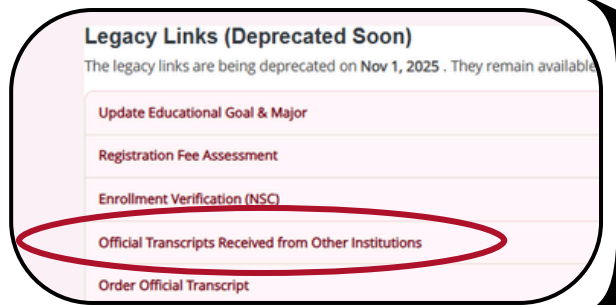 Legacy Links (Deprecated Soon)
The legacy links are being deprecated on Nov 1, 2025 . They remain available
Update Educational Goal & Major
Registration Fee Assessment
Enrollment Verification (NSC)
Official Transcripts Received from Other Institutions
Order Official Transcript